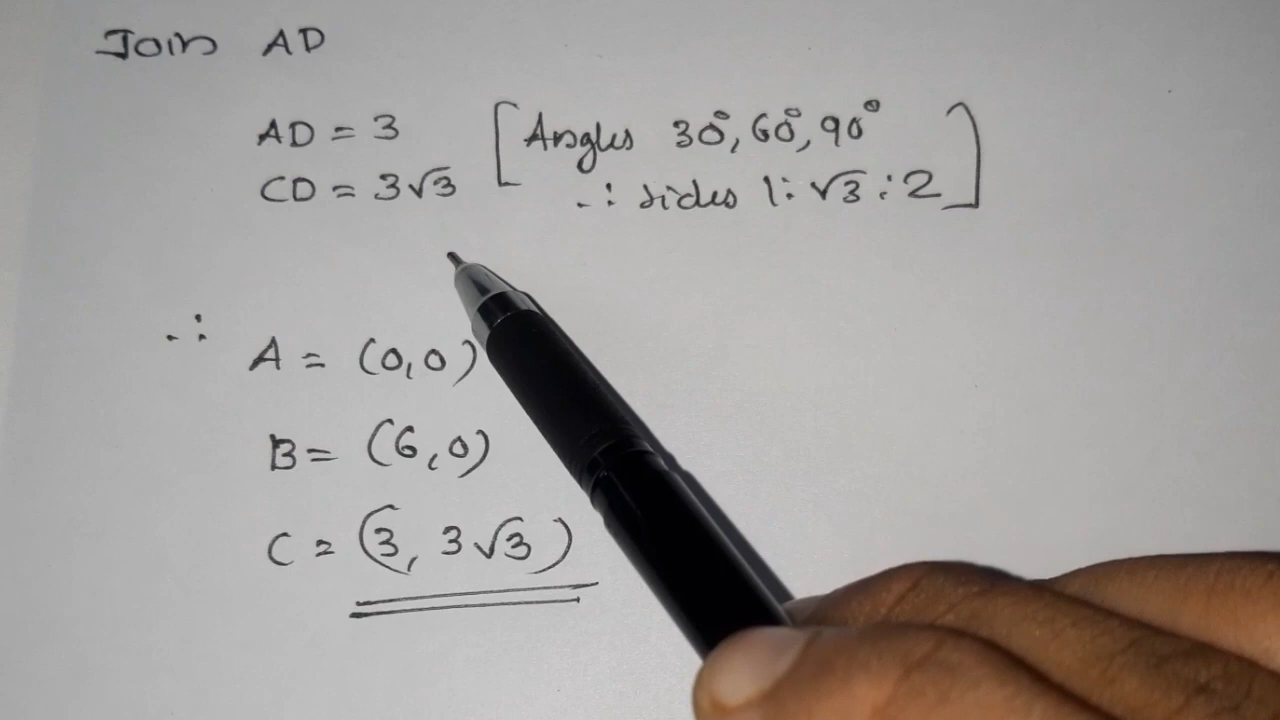 Join AD
AD = 3 [Angles 30°, 60°, 90°
CD = 3√3 ∴ sides 1:√3:2]
∴
A = (0,0)
B = (6,0)
C = (3, 3√3)